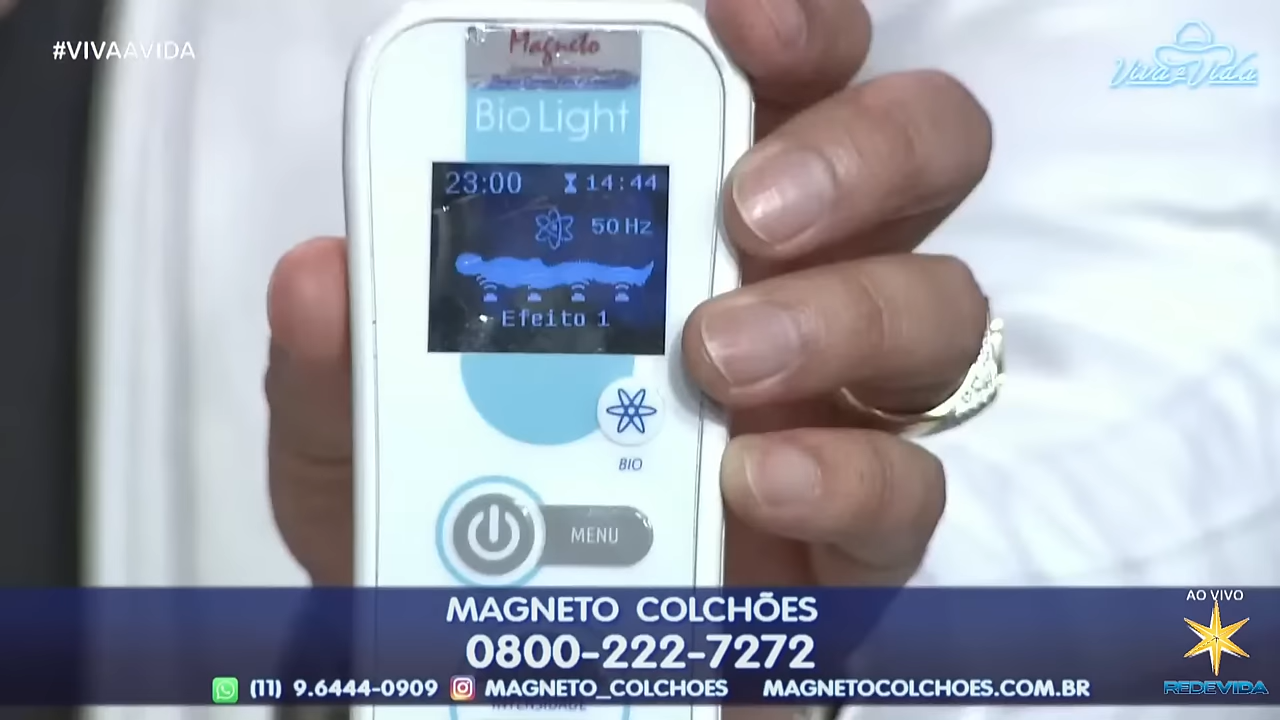 #VIVAAVIDA
Viva a Vida
Magneto
Bio Light
23:00 14:44
50 Hz
Efeito 1
BIO
MENU
MAGNETO COLCHÕES
0800-222-7272
(11) 9.6444-0909 MAGNETO_COLCHOES MAGNETOCOLCHOES.COM.BR
INTENSIDADE
AO VIVO
REDEVIDA